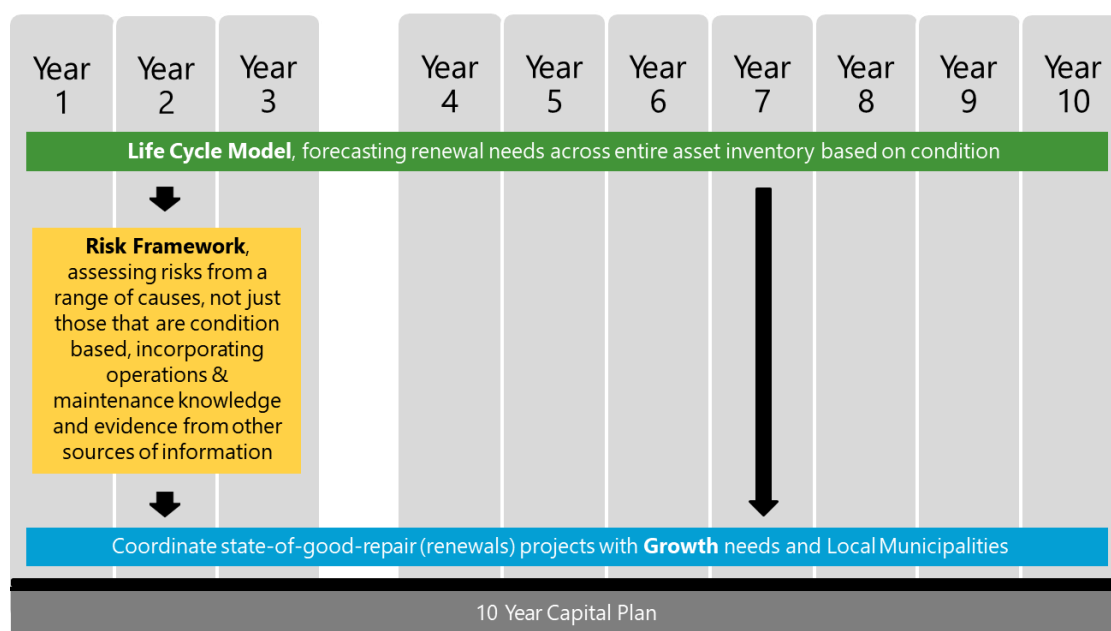 Year 1
Year 2
Year 3
Year 4
Year 5
Year 6
Year 7
Year 8
Year 9
Year 10
Life Cycle Model, forecasting renewal needs across entire asset inventory based on condition
Risk Framework,
assessing risks from a
range of causes, not just
those that are condition
based, incorporating
operations &
maintenance knowledge
and evidence from other
sources of information
Coordinate state-of-good-repair (renewals) projects with Growth needs and Local Municipalities
10 Year Capital Plan